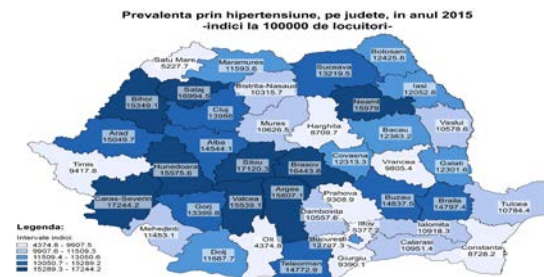 Prevalenta prin hipertensiune, pe judete, in anul 2015
-indici la 100000 de locuitori-
Botosani
12425.8
Satu Mare
5227.7
Maramures
11593.6
Suceava
13219.5
Iasi
12052.8
Salaj
16994.5
Bistrita-Nasaud
10315.7
Neamt
15979
Bihor
15349.1
Cluj
13966
Vaslui
10578.6
Mures
10626.5
Harghita
8709.7
Bacau
12383.2
Arad
15049.7
Alba
14544.1
Timis
9417.8
Hunedoara
15575.6
Sibiu
17120.
Brasov
16443.8
Covasna
12313.3
Vrancea
9805.4
Galati
12301.6
Caras-Severin
17244.2
Gorj
13399.8
Valcea
15539.
Arges
15807.1
Prahova
9308.9
Buzau
14837.5
Braila
14797.4
Tulcea
10784.4
Dambovita
10557.6
Ilfov
5377.2
Ialomita
10918.3
Mehedinti
11453.1
Olt
4374.8
Bucuresti
12297.3
Calarasi
10951.4
Constanta
8728.2
Dolj
11687.7
Giurgiu
9390.1
Teleorman
14772.9
Legenda:
Intervale indici:
4374.8 - 9907.5
9907.6 - 11509.3
11509.4 - 13050.6
13050.7 - 15289.2
15289.3 - 17244.2